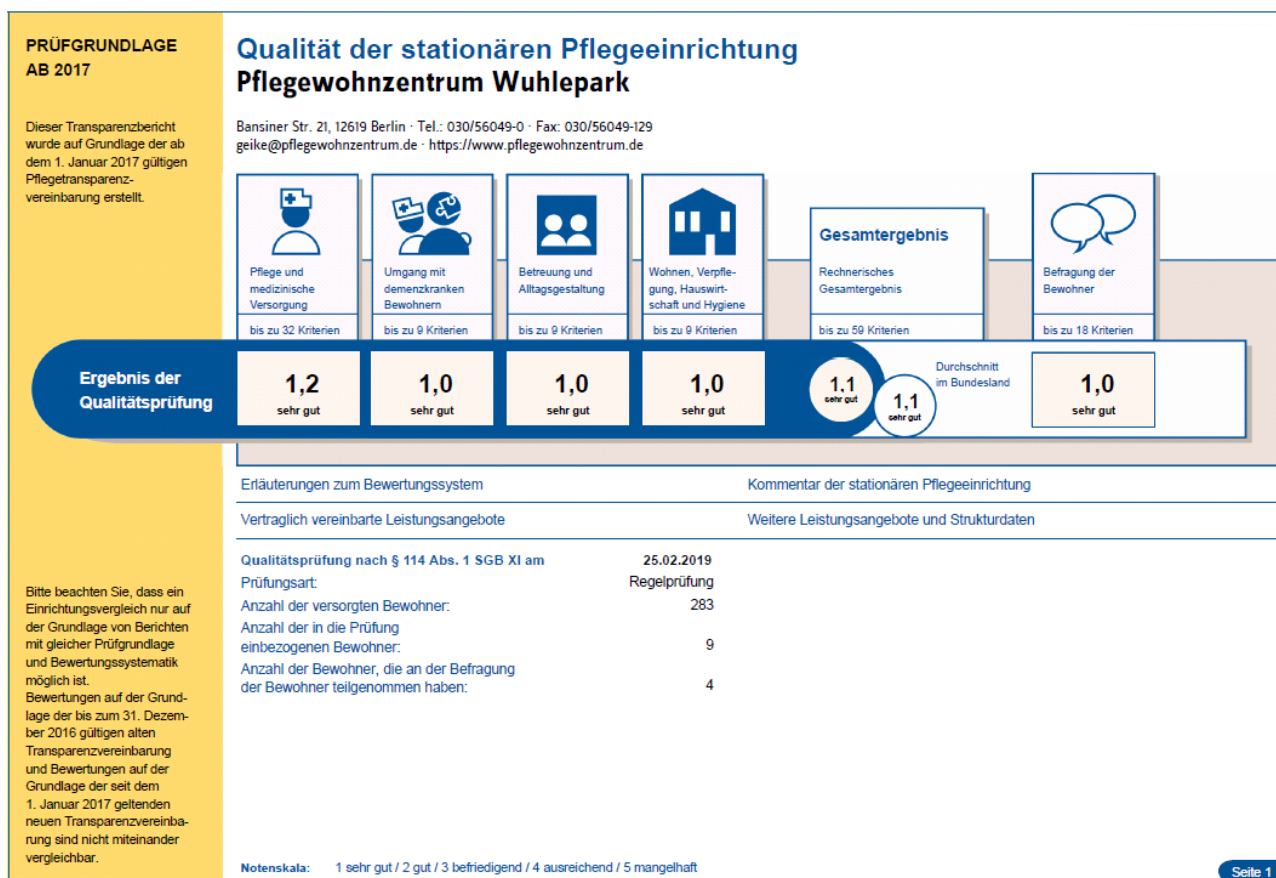 PRÜFGRUNDLAGE
AB 2017
Dieser Transparenzbericht
wurde auf Grundlage der ab
dem 1. Januar 2017 gültigen
Pflegetransparenz-
vereinbarung erstellt.
Bitte beachten Sie, dass ein
Einrichtungsvergleich nur auf
der Grundlage von Berichten
mit gleicher Prüfgrundlage
und Bewertungssystematik
möglich ist.
Bewertungen auf der Grund-
lage der bis zum 31. Dezem-
ber 2016 gültigen alten
Transparenzvereinbarung
und Bewertungen auf der
Grundlage der seit dem
1. Januar 2017 geltenden
neuen Transparenzvereinba-
rung sind nicht miteinander
vergleichbar.
Qualität der stationären Pflegeeinrichtung
Pflegewohnzentrum Wuhlepark
Bansiner Str. 21, 12619 Berlin · Tel.: 030/56049-0 · Fax: 030/56049-129
geike@pflegewohnzentrum.de · https://www.pflegewohnzentrum.de
Pflege und
medizinische
Versorgung
bis zu 32 Kriterien
Umgang mit
demenzkranken
Bewohnern
bis zu 9 Kriterien
Betreuung und
Alltagsgestaltung
bis zu 9 Kriterien
Wohnen, Verpfle-
gung, Hauswirt-
schaft und Hygiene
bis zu 9 Kriterien
Gesamtergebnis
Rechnerisches
Gesamtergebnis
bis zu 59 Kriterien
Befragung der
Bewohner
bis zu 18 Kriterien
Ergebnis der
Qualitätsprüfung
1,2
sehr gut
1,0
sehr gut
1,0
sehr gut
1,0
sehr gut
1,1
sehr gut
1,1
sehr gut
Durchschnitt
im Bundesland
1,0
sehr gut
Erläuterungen zum Bewertungssystem
Kommentar der stationären Pflegeeinrichtung
Vertraglich vereinbarte Leistungsangebote
Weitere Leistungsangebote und Strukturdaten
Qualitätsprüfung nach § 114 Abs. 1 SGB XI am 25.02.2019
Prüfungsart: Regelprüfung
Anzahl der versorgten Bewohner: 283
Anzahl der in die Prüfung
einbezogenen Bewohner: 9
Anzahl der Bewohner, die an der Befragung
der Bewohner teilgenommen haben: 4
Notenskala: 1 sehr gut / 2 gut / 3 befriedigend / 4 ausreichend / 5 mangelhaft
Seite 1